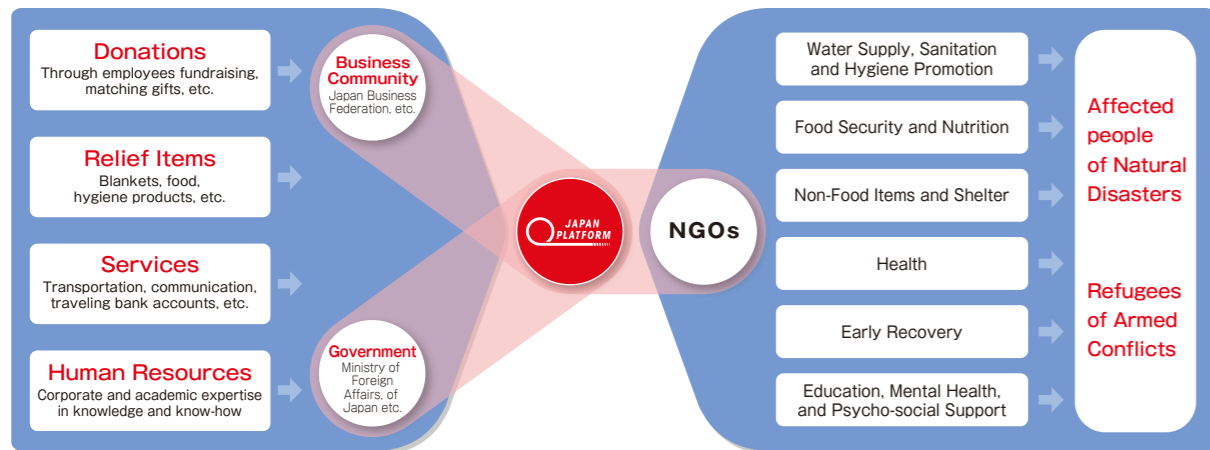 Donations
Through employees fundraising,
matching gifts, etc.
Relief Items
Blankets, food,
hygiene products, etc.
Services
Transportation, communication,
traveling bank accounts, etc.
Human Resources
Corporate and academic expertise
in knowledge and know-how
Business
Community
Japan Business
Federation, etc.
Government
Ministry of
Foreign
Affairs, of
Japan etc.
JAPAN
PLATFORM
NGOs
Water Supply, Sanitation
and Hygiene Promotion
Food Security and Nutrition
Non-Food Items and Shelter
Health
Early Recovery
Education, Mental Health,
and Psycho-social Support
Affected
people
of Natural
Disasters
Refugees
of Armed
Conflicts